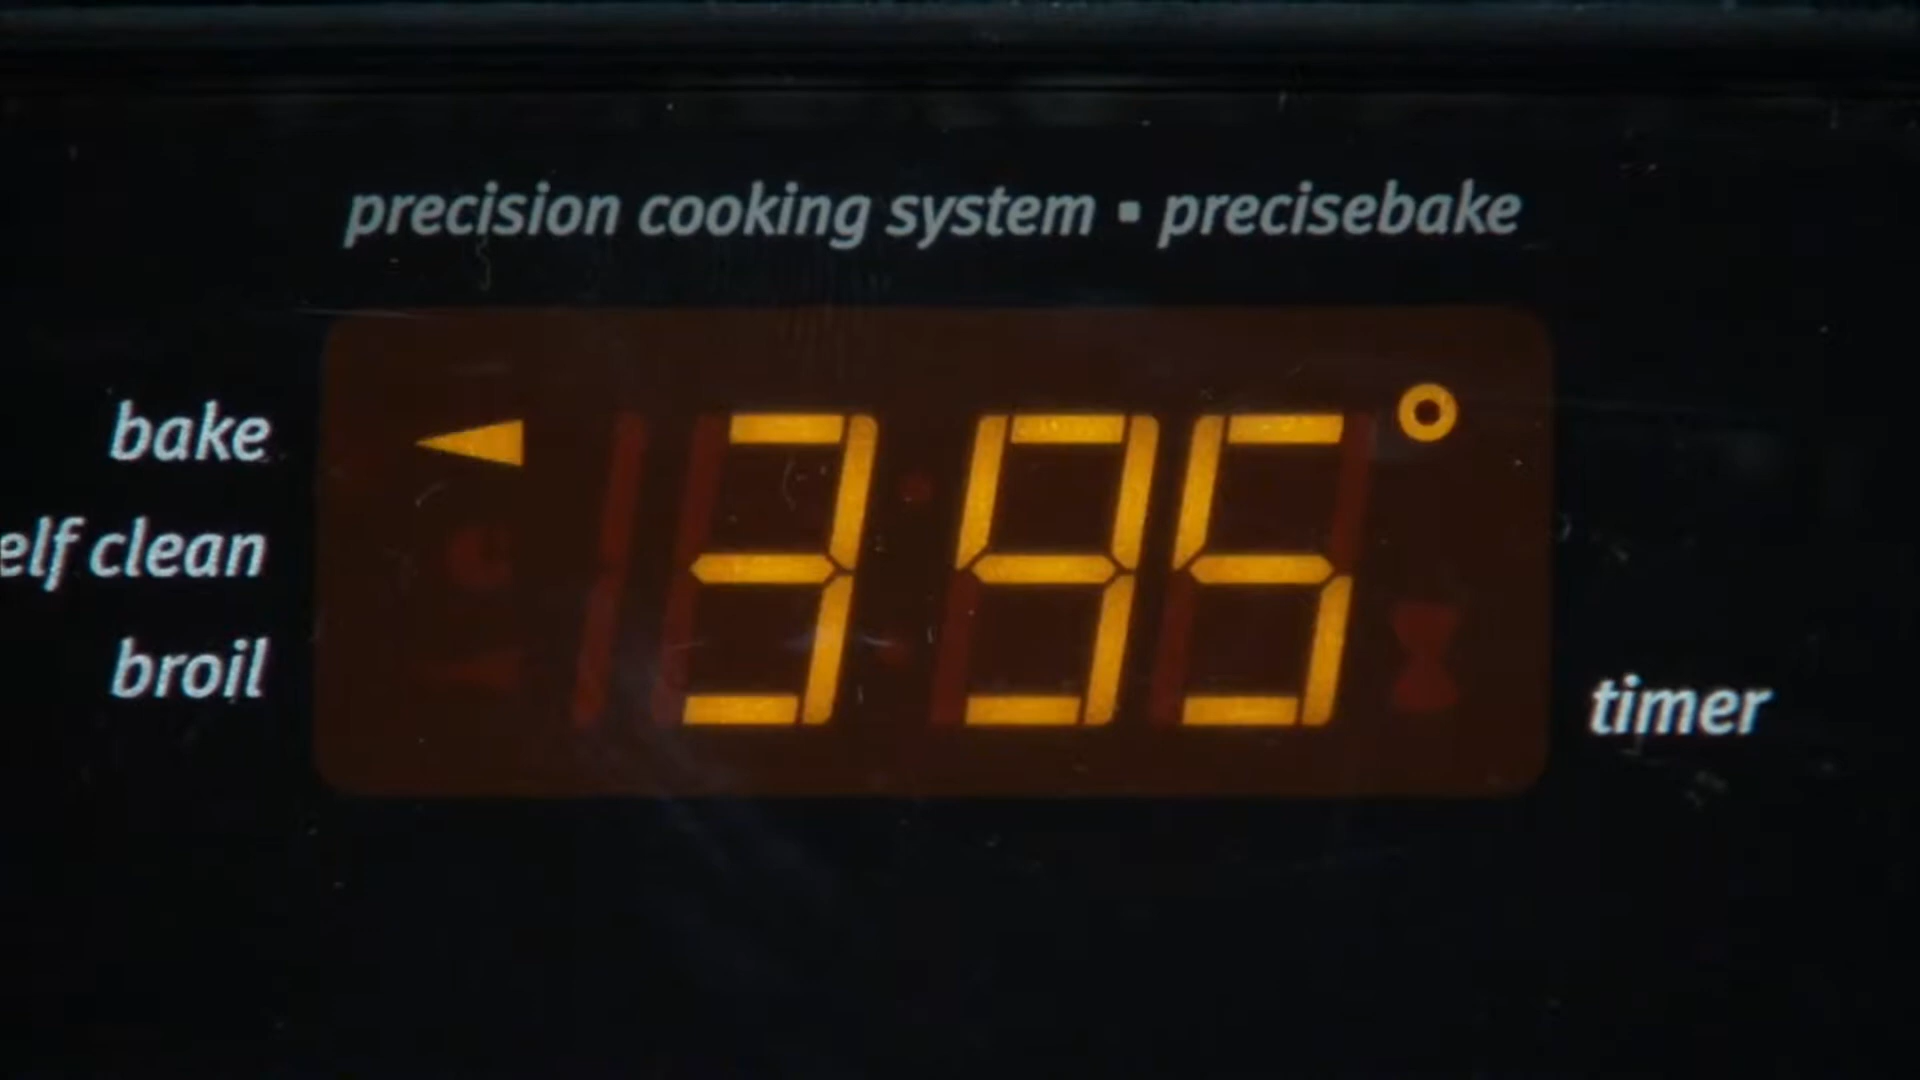 precision cooking system ▪ precisebake
395°
bake
elf clean
broil
timer